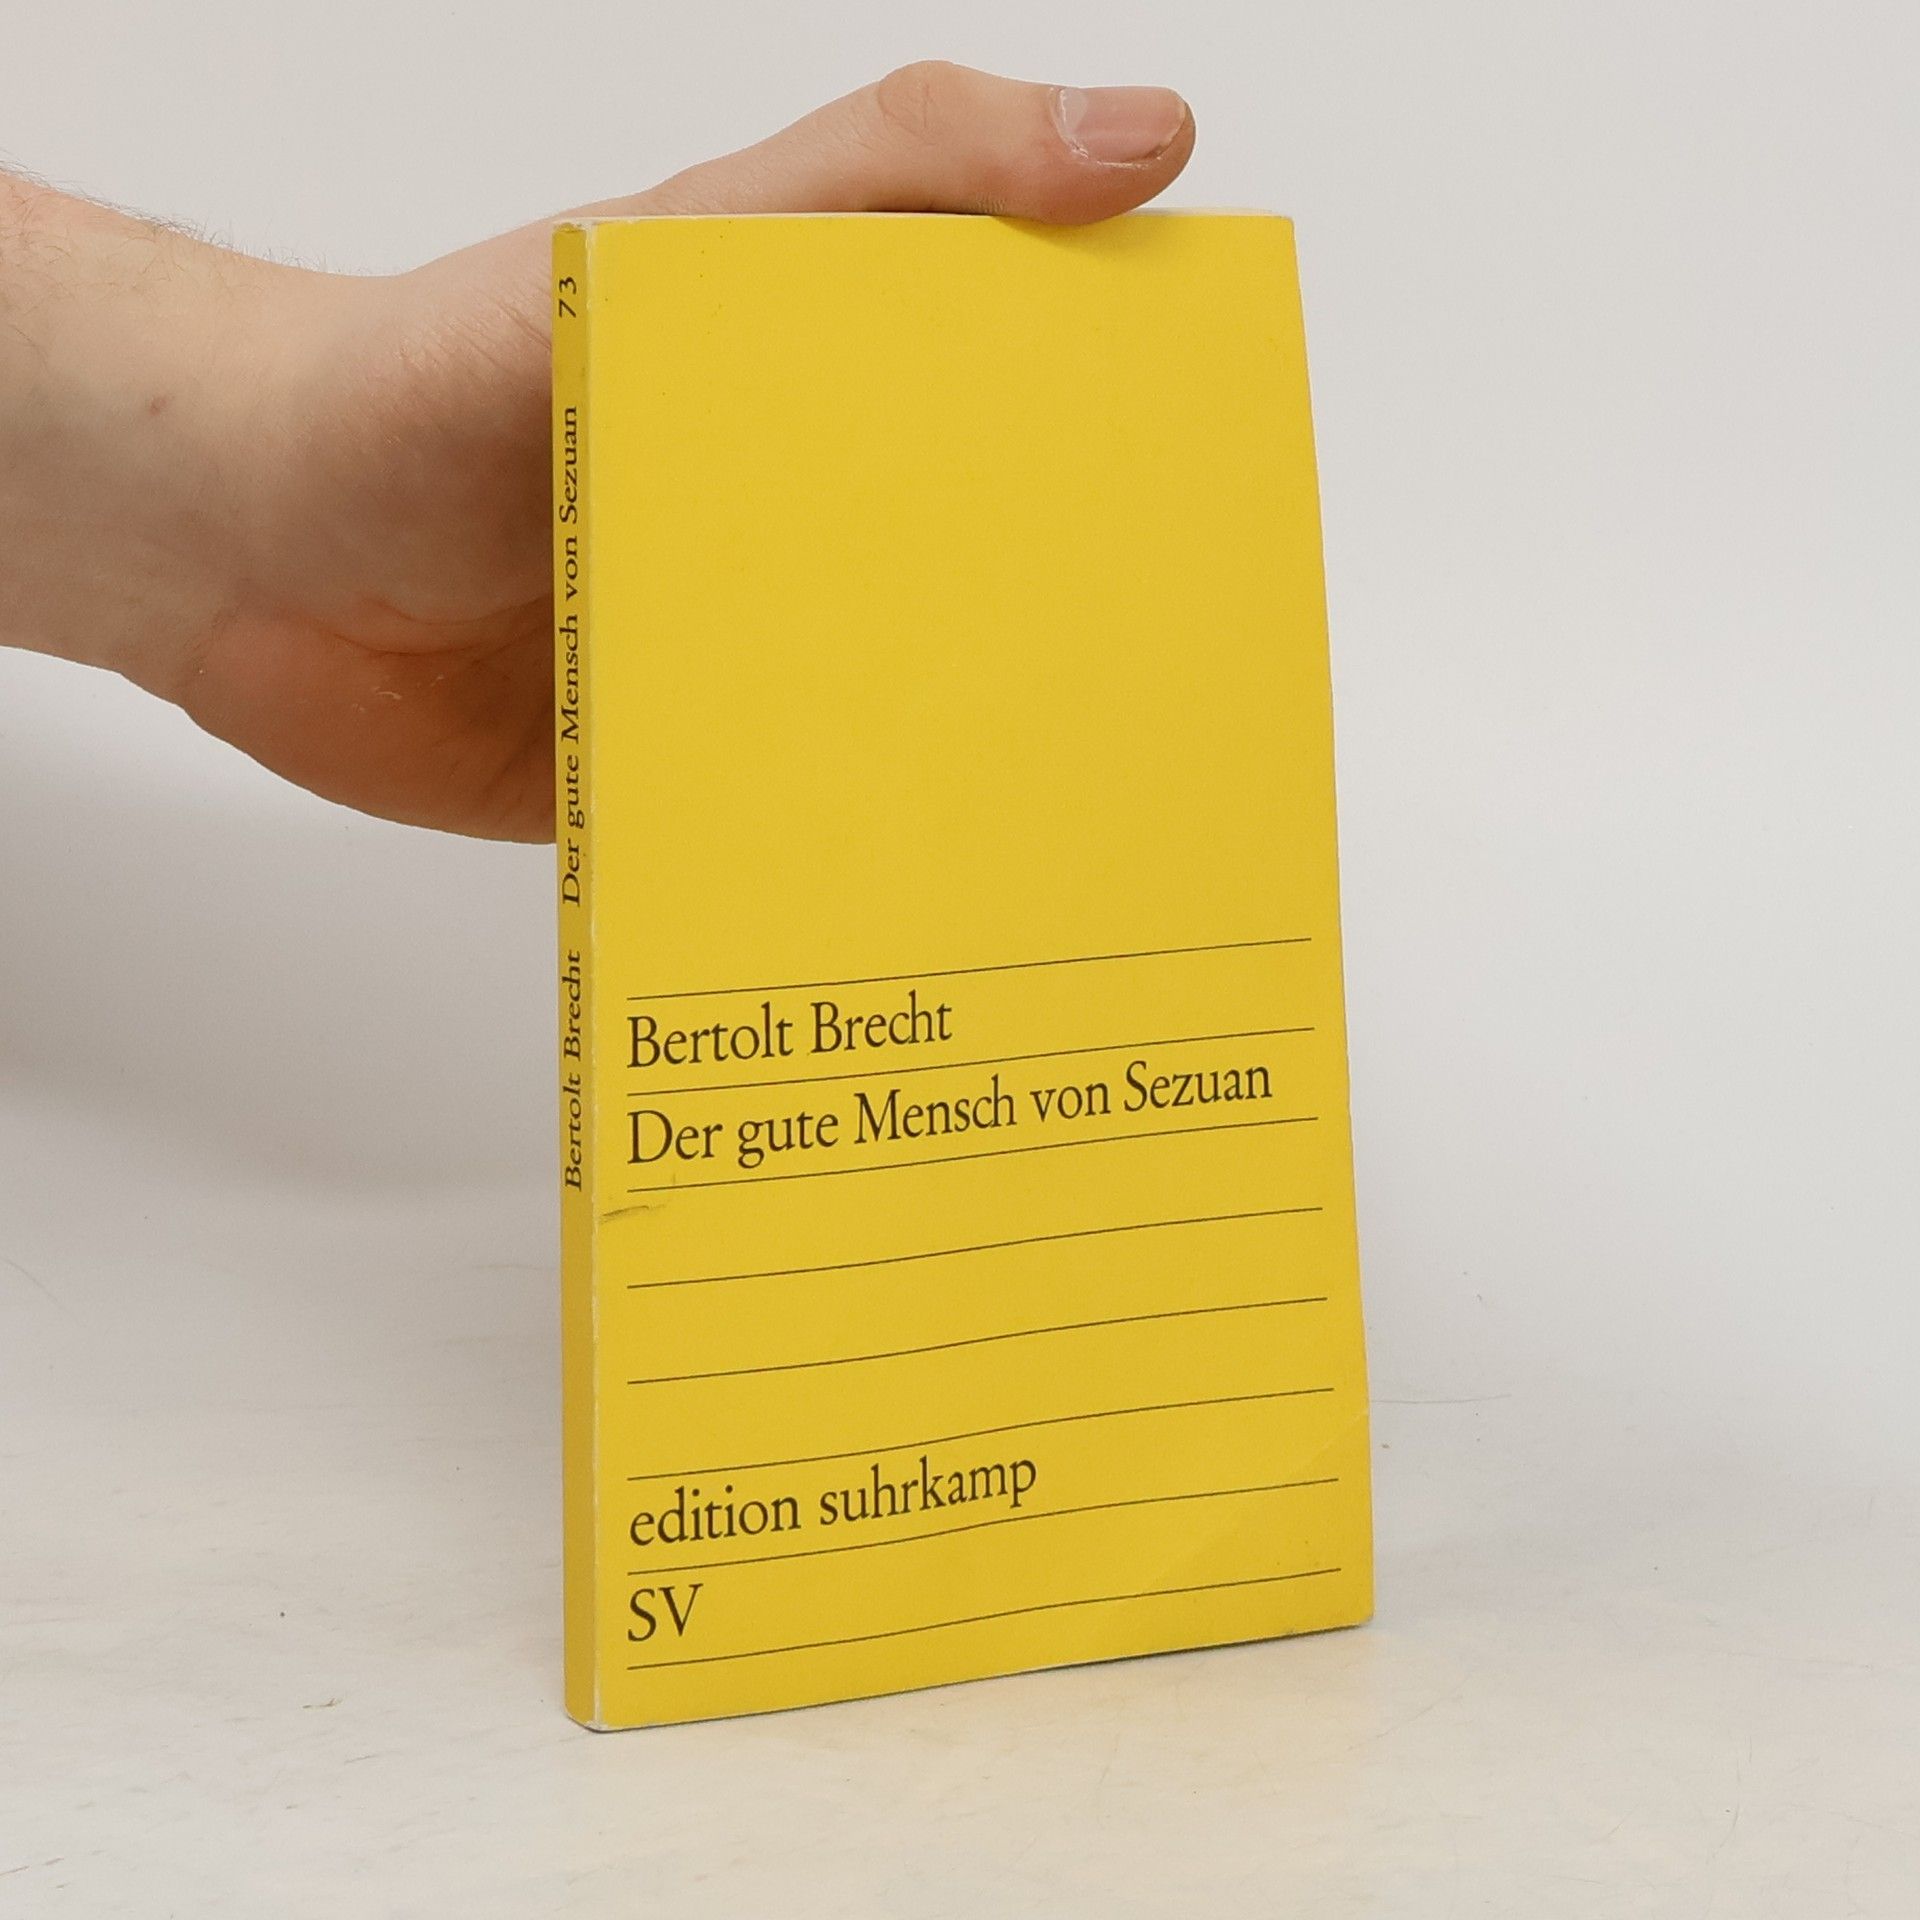 Bertolt Brecht Der gute Mensch von Sezuan 73
Bertolt Brecht
Der gute Mensch von Sezuan
edition suhrkamp
SV